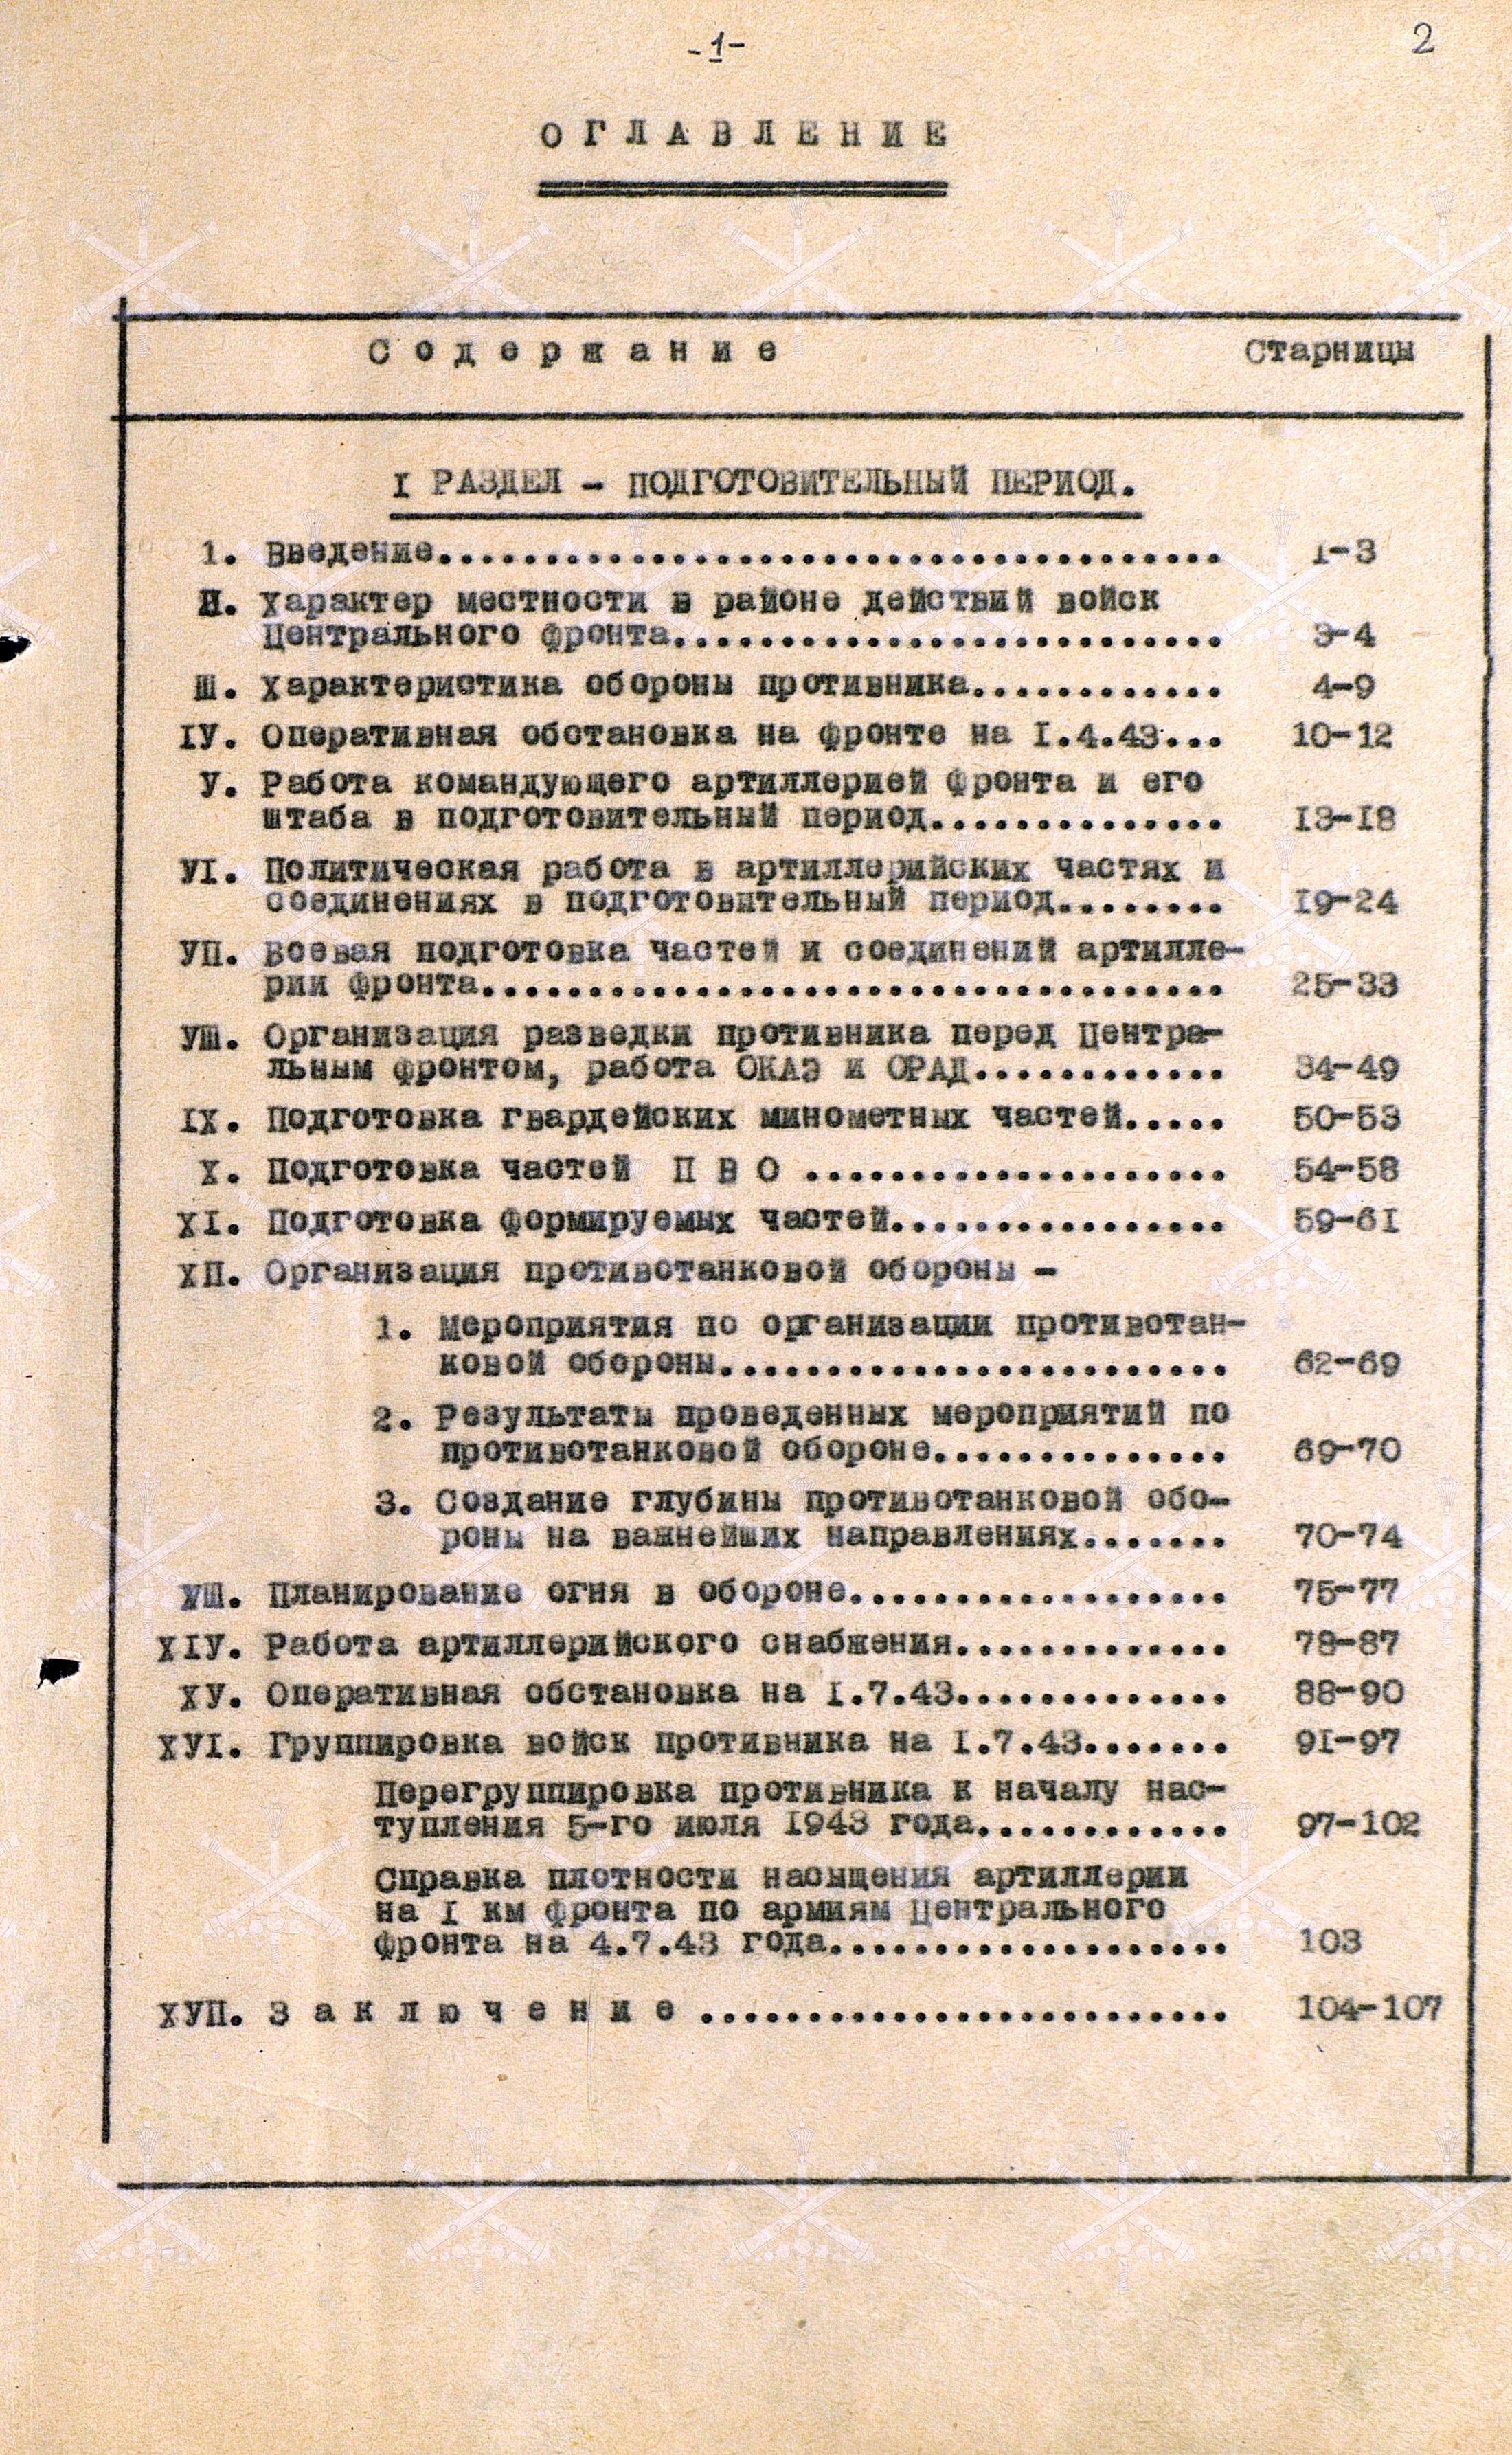 -1-
2
ОГЛАВЛЕНИЕ
Содержание Старницы
I РАЗДЕЛ - ПОДГОТОВИТЕЛЬНЫЙ ПЕРИОД.
1. Введение..................................... 1-3
П. Характер местности в районе действий войск
Центрального фронта.......................... 3-4
Ш. Характеристика обороны противника............ 4-9
IУ. Оперативная обстановка на фронте на I.4.43... 10-12
У. Работа командующего артиллерией фронта и его
штаба в подготовительный период.............. 13-18
УI. Политическая работа в артиллерийских частях и
соединениях в подготовительный период........ 19-24
УП. Боевая подготовка частей и соединений артилле-
рии фронта................................... 25-33
УШ. Организация разведки противника перед Центра-
льным фронтом, работа ОКАЭ и ОРАД............ 34-49
IX. Подготовка гвардейских минометных частей..... 50-53
X. Подготовка частей П В О .................... 54-58
XI. Подготовка формируемых частей................ 59-61
XП. Организация противотанковой обороны -
1. Мероприятия по организации противотан-
ковой обороны........................ 62-69
2. Результаты проведенных мероприятий по
противотанковой обороне.............. 69-70
3. Создание глубины противотанковой обо-
роны на важнейших направлениях....... 70-74
УШ. Планирование огня в обороне.................. 75-77
XIУ. Работа артиллерийского снабжения............. 78-87
XУ. Оперативная обстановка на I.7.43............. 88-90
XУI. Группировка войск противника на I.7.43....... 91-97
Перегруппировка противника к началу нас-
тупления 5-го июля 1943 года............ 97-102
Справка плотности насыщения артиллерии
на I км фронта по армиям Центрального
фронта на 4.7.43 года................... 103
XУП. Заключение ......................... 104-107